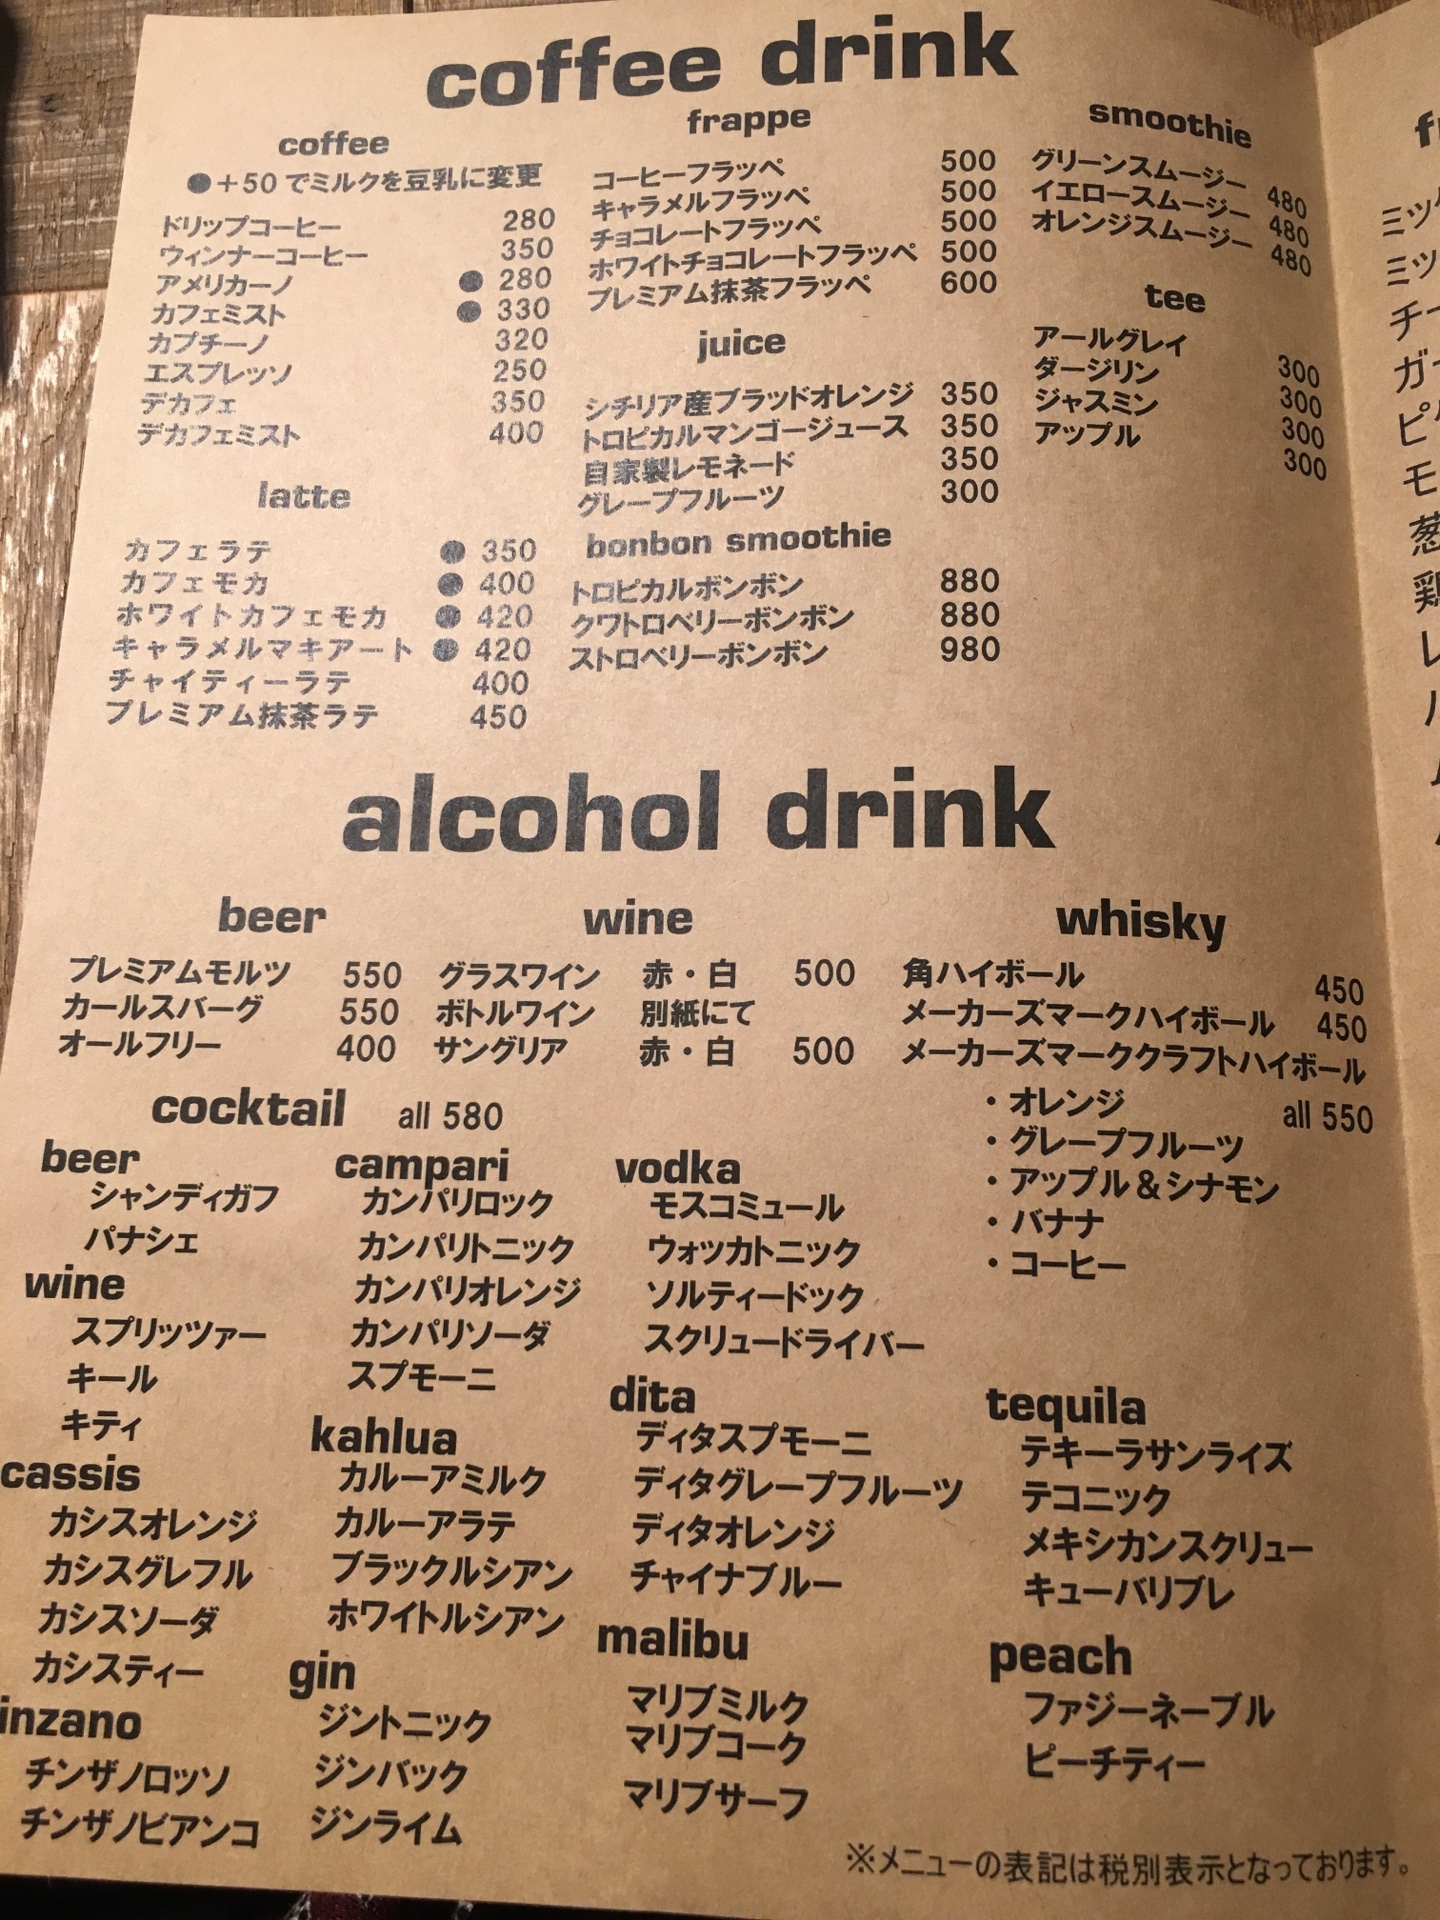 coffee drink
coffee
●+50でミルクを豆乳に変更
ドリップコーヒー 280
ウィンナーコーヒー 350
アメリカーノ ● 280
カフェミスト ● 330
カプチーノ 320
エスプレッソ 250
デカフェ 350
デカフェミスト 400
latte
カフェラテ ● 350
カフェモカ ● 400
ホワイトカフェモカ ● 420
キャラメルマキアート ● 420
チャイティーラテ 400
プレミアム抹茶ラテ 450
frappe
コーヒーフラッペ 500
キャラメルフラッペ 500
チョコレートフラッペ 500
ホワイトチョコレートフラッペ 500
プレミアム抹茶フラッペ 600
juice
シチリア産ブラッドオレンジ 350
トロピカルマンゴージュース 350
自家製レモネード 350
グレープフルーツ 300
bonbon smoothie
トロピカルボンボン 880
クワトロベリーボンボン 880
ストロベリーボンボン 980
smoothie
グリーンスムージー 480
イエロースムージー 480
オレンジスムージー 480
tee
アールグレイ 300
ダージリン 300
ジャスミン 300
アップル 300
alcohol drink
beer
プレミアムモルツ 550
カールスバーグ 550
オールフリー 400
wine
グラスワイン 赤・白 500
ボトルワイン 別紙にて
サングリア 赤・白 500
whisky
角ハイボール 450
メーカーズマークハイボール 450
メーカーズマーククラフトハイボール
all 550
・オレンジ
・グレープフルーツ
・アップル&シナモン
・バナナ
・コーヒー
cocktail all 580
beer
シャンディガフ
パナシェ
wine
スプリッツァー
キール
キティ
cassis
カシスオレンジ
カシスグレフル
カシスソーダ
カシスティー
inzano
チンザノロッソ
チンザノビアンコ
campari
カンパリロック
カンパリトニック
カンパリオレンジ
カンパリソーダ
スプモーニ
kahlua
カルーアミルク
カルーアラテ
ブラックルシアン
ホワイトルシアン
gin
ジントニック
ジンバック
ジンライム
vodka
モスコミュール
ウォッカトニック
ソルティードック
スクリュードライバー
dita
ディタスプモーニ
ディタグレープフルーツ
ディタオレンジ
チャイナブルー
malibu
マリブミルク
マリブコーク
マリブサーフ
tequila
テキーラサンライズ
テコニック
メキシカンスクリュー
キューバリブレ
peach
ファジーネーブル
ピーチティー
※メニューの表記は税別表示となっております。